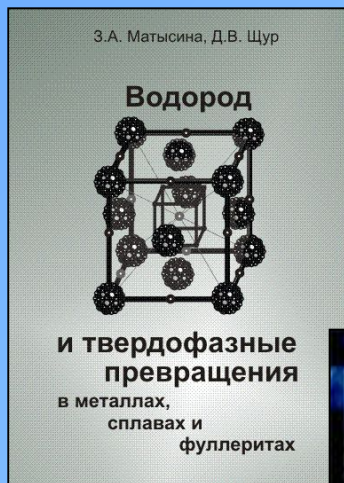 З.А. Матысина, Д.В. Щур
Водород
и твердофазные
превращения
в металлах,
сплавах и
фуллеритах